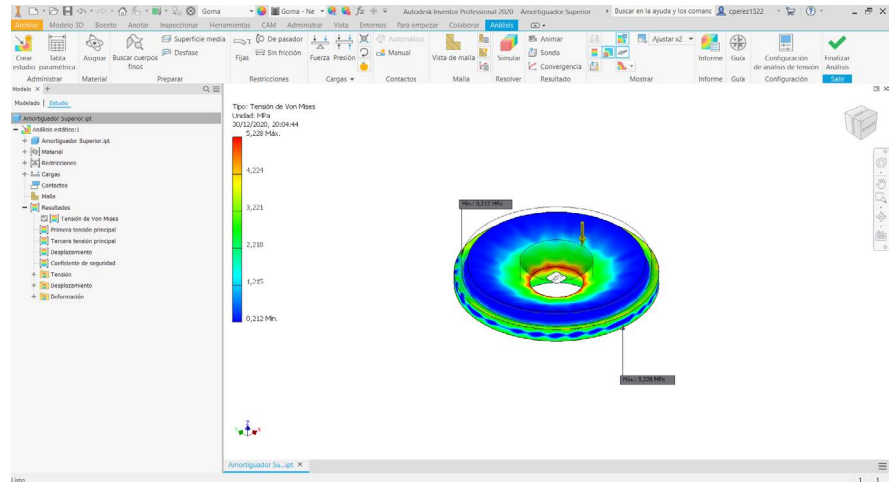 Goma
Goma - Ne
Autodesk Inventor Professional 2020 Amortiguador Superior
Buscar en la ayuda y los comanc
cperez1522
Archivo Modelo 3D Boceto Anotar Inspeccionar Herramientas CAM Administrar Vista Entornos Para empezar Colaborar Análisis
Crear estudio
Tabla paramétrica
Asignar
Buscar cuerpos finos
Superficie media
Desfase
Fijas
De pasador
Sin fricción
Fuerza
Presión
Automático
Manual
Vista de malla
Simular
Animar
Sonda
Convergencia
Ajustar x2
Informe
Guía
Configuración de análisis de tensión
Finalizar Análisis
Administrar Material Preparar Restricciones Cargas Contactos Malla Resolver Resultado Mostrar Informe Guía Configuración Salir
Modelo × +
Modelado Estudio
Amortiguador Superior.ipt
Análisis estático:1
Amortiguador Superior.ipt
Material
Restricciones
Cargas
Contactos
Malla
Resultados
Tensión de Von Mises
Primera tensión principal
Tercera tensión principal
Desplazamiento
Coeficiente de seguridad
Tensión
Desplazamiento
Deformación
Tipo: Tensión de Von Mises
Unidad: MPa
30/12/2020, 20:04:44
5,228 Máx.
4,224
3,221
2,218
1,215
0,212 Mín.
Mín.: 0,212 MPa
Máx.: 5,228 MPa
Z
X
Amortiguador Su...ipt ×
Listo
1 1